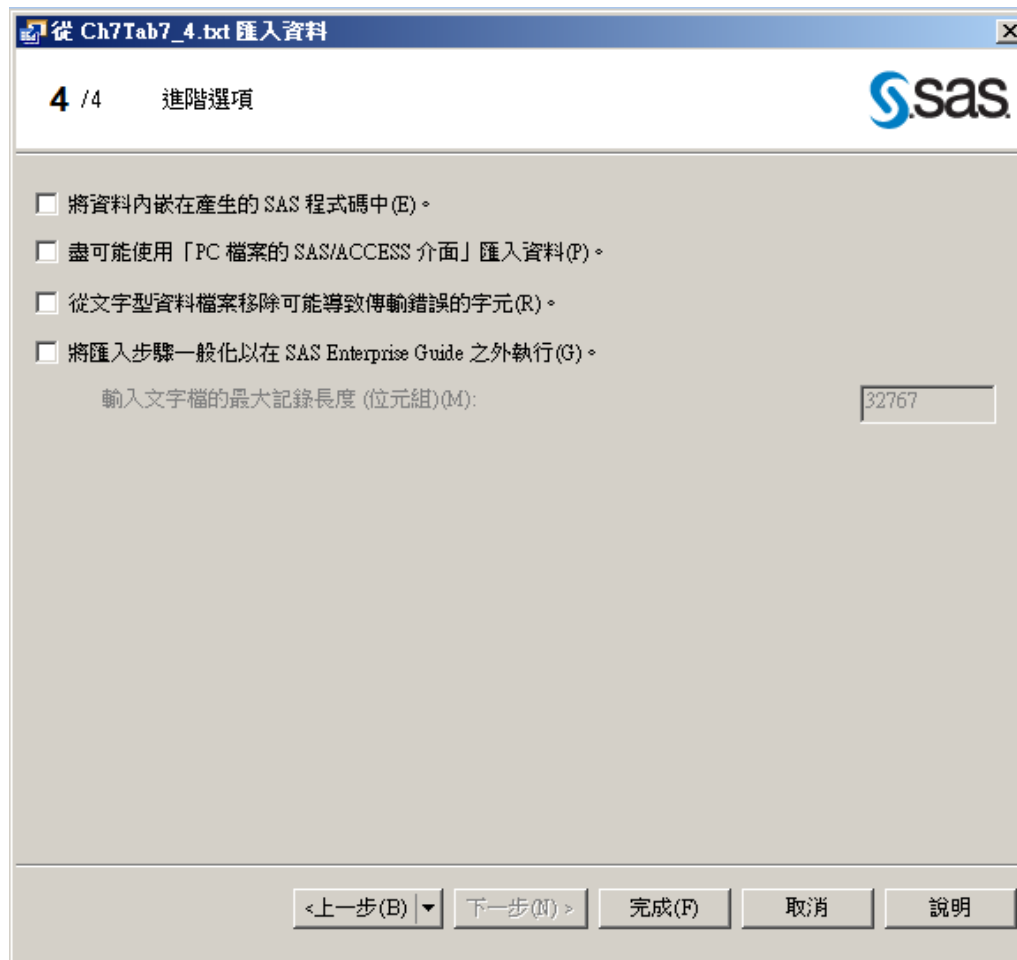 從 Ch7Tab7_4.txt 匯入資料
4 /4 進階選項
sas
將資料內嵌在產生的 SAS 程式碼中(E)。
盡可能使用「PC 檔案的 SAS/ACCESS 介面」匯入資料(P)。
從文字型資料檔案移除可能導致傳輸錯誤的字元(R)。
將匯入步驟一般化以在 SAS Enterprise Guide 之外執行(G)。
輸入文字檔的最大記錄長度 (位元組)(M): 32767
<上一步(B) 下一步(N) > 完成(F) 取消 說明